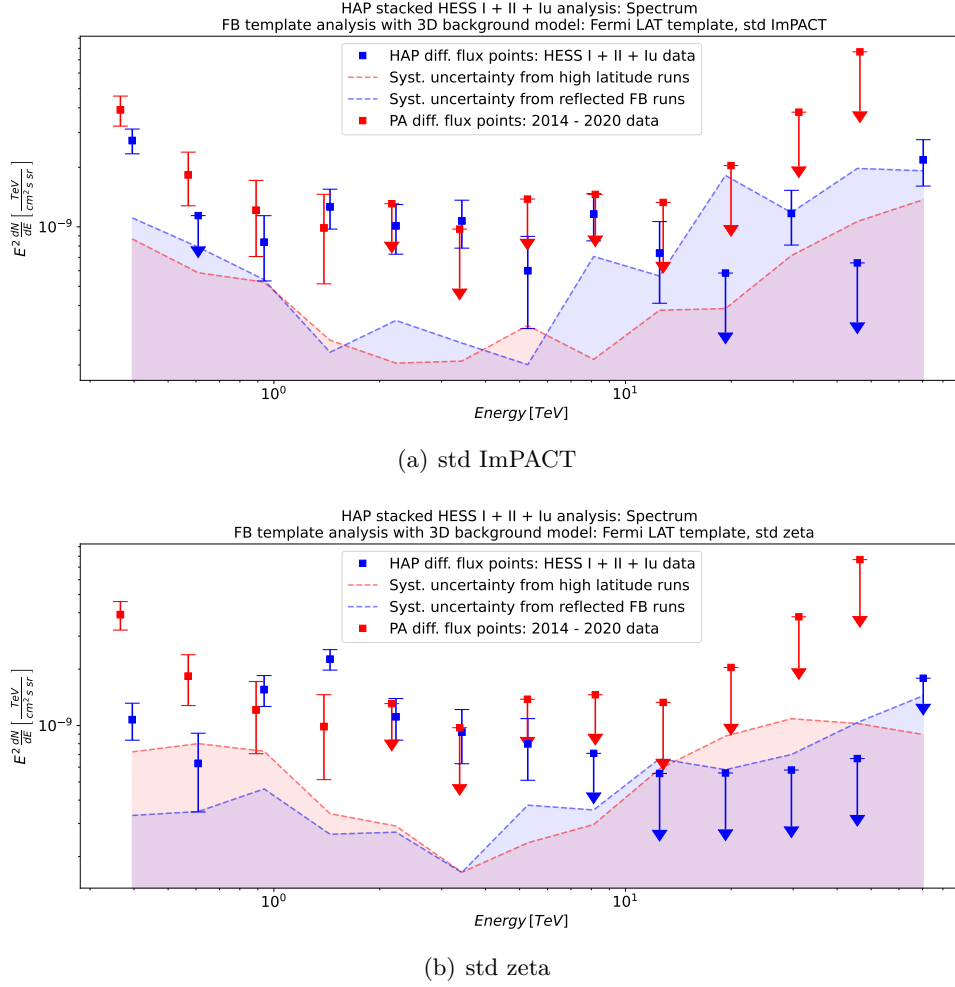 HAP stacked HESS I + II + Iu analysis: Spectrum
FB template analysis with 3D background model: Fermi LAT template, std ImPACT
HAP diff. flux points: HESS I + II + Iu data
Syst. uncertainty from high latitude runs
Syst. uncertainty from reflected FB runs
PA diff. flux points: 2014 - 2020 data
E² dN/dE [TeV/cm² s sr]
10⁻⁹
10⁰
10¹
Energy [TeV]
(a) std ImPACT
HAP stacked HESS I + II + Iu analysis: Spectrum
FB template analysis with 3D background model: Fermi LAT template, std zeta
HAP diff. flux points: HESS I + II + Iu data
Syst. uncertainty from high latitude runs
Syst. uncertainty from reflected FB runs
PA diff. flux points: 2014 - 2020 data
E² dN/dE [TeV/cm² s sr]
10⁻⁹
10⁰
10¹
Energy [TeV]
(b) std zeta